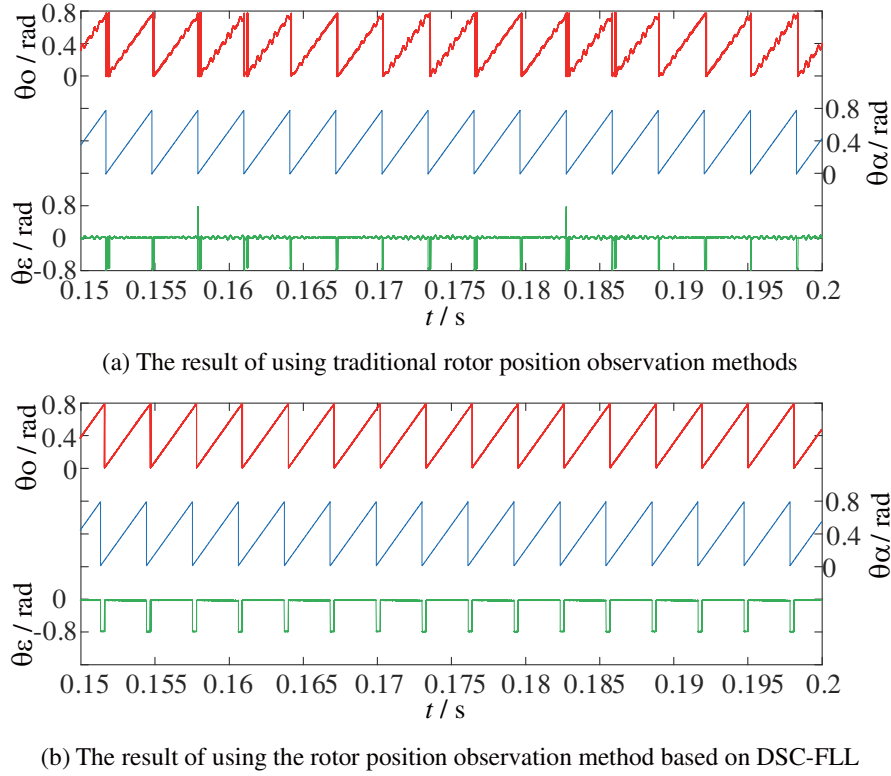 0.8
0.4
0
θo / rad
0.8
0.4
0
θα / rad
0.8
0
-0.8
θε / rad
0.15 0.155 0.16 0.165 0.17 0.175 0.18 0.185 0.19 0.195 0.2
t / s
(a) The result of using traditional rotor position observation methods
0.8
0.4
0
θo / rad
0.8
0.4
0
θα / rad
0
-0.8
θε / rad
0.15 0.155 0.16 0.165 0.17 0.175 0.18 0.185 0.19 0.195 0.2
t / s
(b) The result of using the rotor position observation method based on DSC-FLL